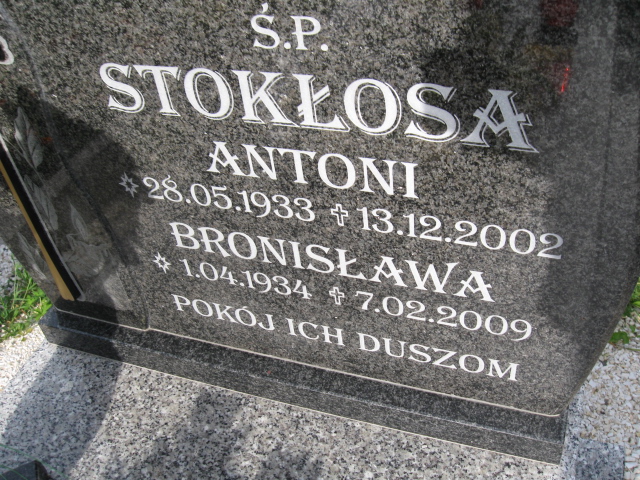 Ś.P.
STOKŁOSA
ANTONI
28.05.1933 ✝ 13.12.2002
BRONISŁAWA
1.04.1934 ✝ 7.02.2009
POKÓJ ICH DUSZOM